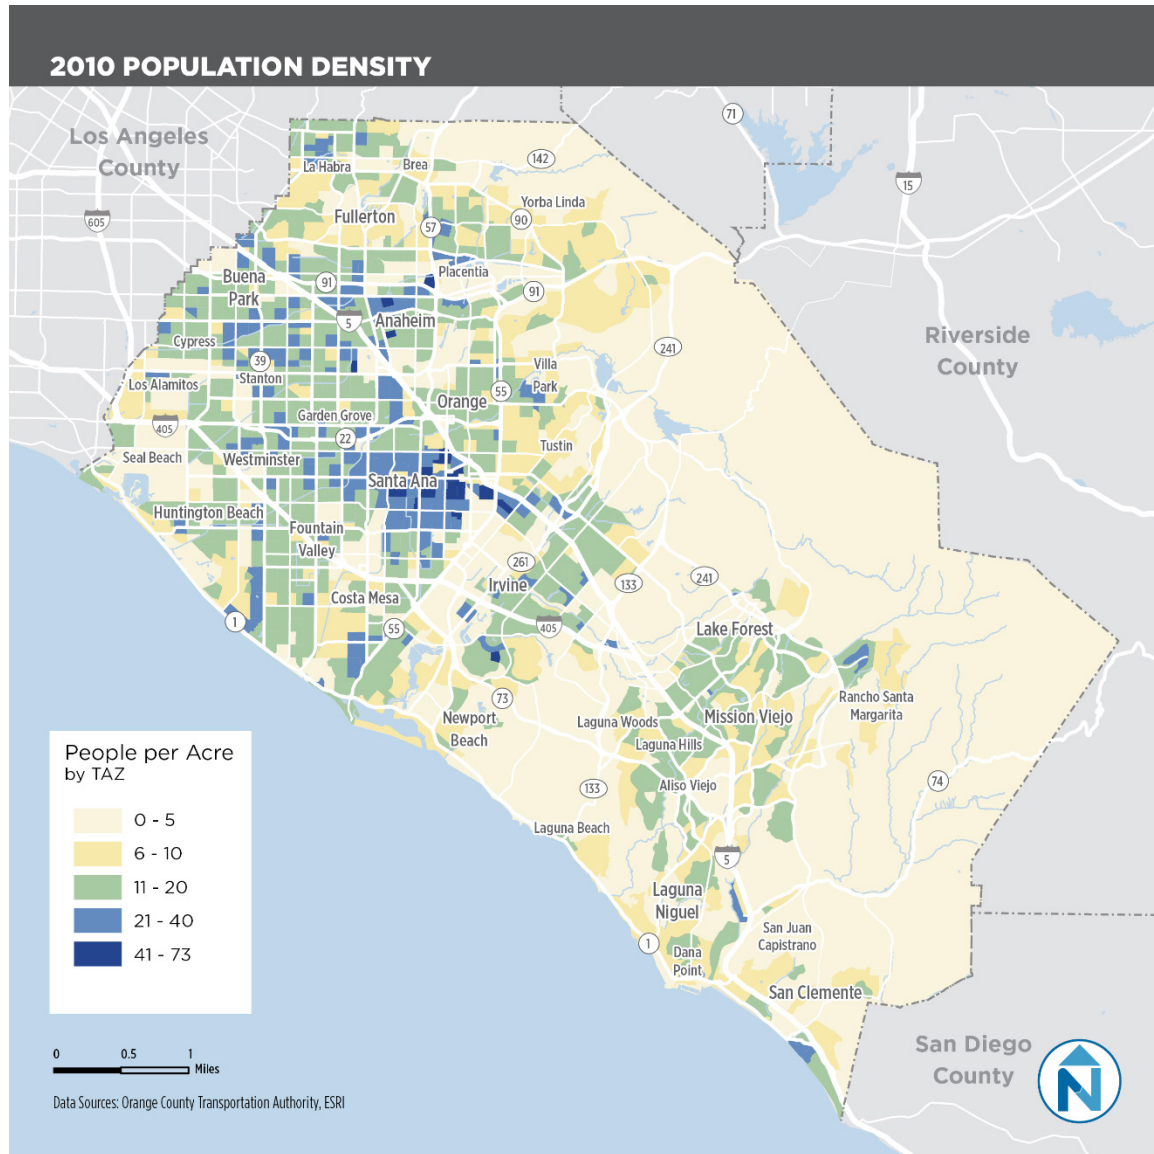 2010 POPULATION DENSITY
Los Angeles
County
71
142
15
La Habra
Brea
605
Yorba Linda
Fullerton
57
90
Placentia
Buena
Park
91
91
5
Anaheim
Riverside
County
Cypress
241
39
Villa
Park
Los Alamitos
Stanton
55
Orange
Garden Grove
405
22
Tustin
Seal Beach
Westminster
Santa Ana
Huntington Beach
Fountain
Valley
261
Irvine
133
241
Costa Mesa
1
55
405
Lake Forest
73
Rancho Santa
Margarita
Newport
Beach
Laguna Woods
Mission Viejo
Laguna Hills
People per Acre
by TAZ
Aliso Viejo
133
74
0 - 5
Laguna Beach
6 - 10
5
11 - 20
Laguna
Niguel
21 - 40
San Juan
Capistrano
1
41 - 73
Dana
Point
San Clemente
San Diego
County
0 0.5 1
Miles
N
Data Sources: Orange County Transportation Authority, ESRI